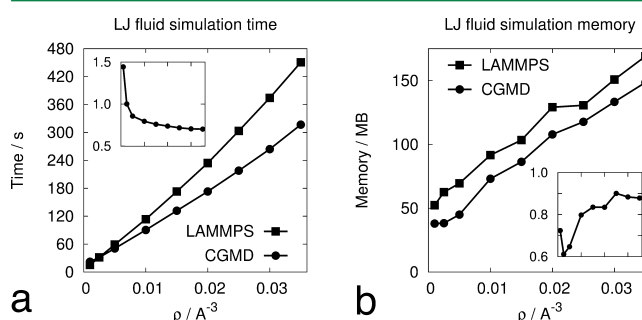 LJ fluid simulation time
480
420
360
300
240
180
120
60
0
Time / s
1.5
1.0
0.5
LAMMPS
CGMD
0
0.01
0.02
0.03
ρ / A⁻³
a
LJ fluid simulation memory
150
100
50
0
Memory / MB
LAMMPS
CGMD
1.0
0.8
0.6
0
0.01
0.02
0.03
ρ / A⁻³
b